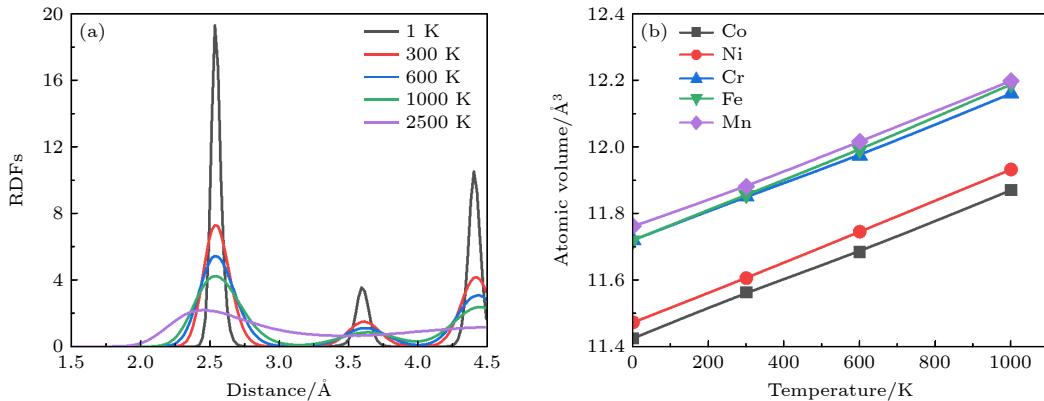 (a)
1 K
300 K
600 K
1000 K
2500 K
RDFs
20
16
12
8
4
0
1.5
2.0
2.5
3.0
3.5
4.0
4.5
Distance/Å
(b)
Co
Ni
Cr
Fe
Mn
Atomic volume/Å³
12.4
12.2
12.0
11.8
11.6
11.4
0
200
400
600
800
1000
Temperature/K